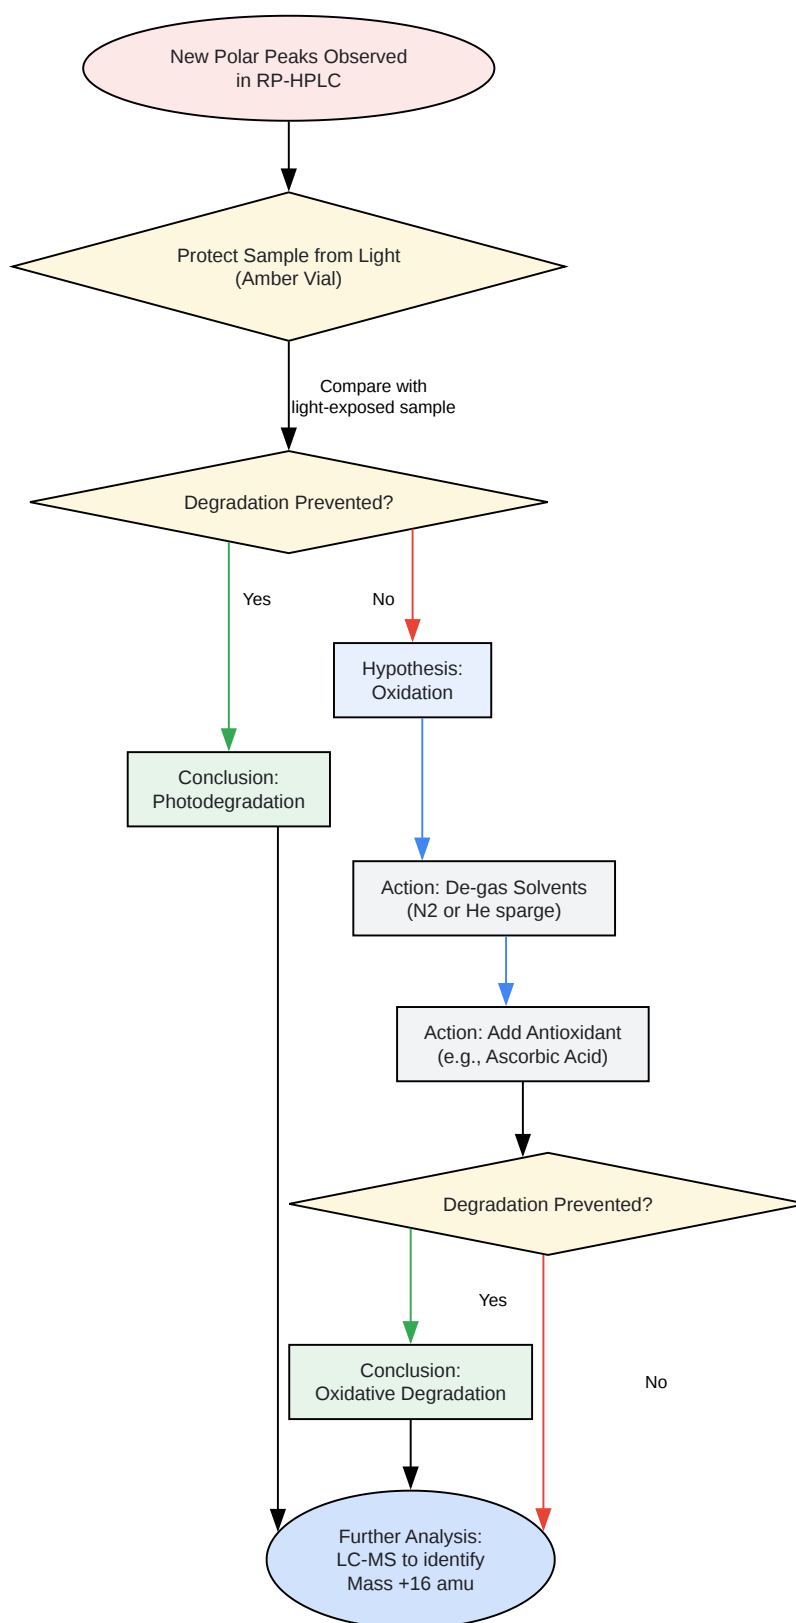 New Polar Peaks Observed
in RP-HPLC
Protect Sample from Light
(Amber Vial)
Compare with
light-exposed sample
Degradation Prevented?
Yes
No
Hypothesis:
Oxidation
Conclusion:
Photodegradation
Action: De-gas Solvents
(N2 or He sparge)
Action: Add Antioxidant
(e.g., Ascorbic Acid)
Degradation Prevented?
Yes
No
Conclusion:
Oxidative Degradation
Further Analysis:
LC-MS to identify
Mass +16 amu